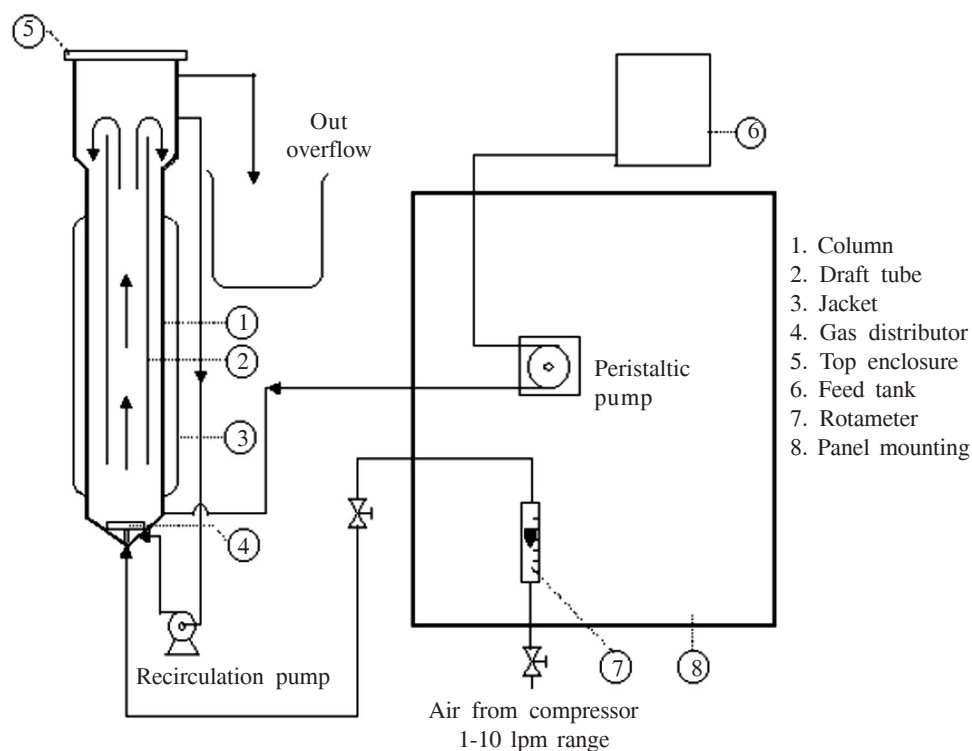 5
Out
overflow
6
1
2
3
4
Peristaltic
pump
1. Column
2. Draft tube
3. Jacket
4. Gas distributor
5. Top enclosure
6. Feed tank
7. Rotameter
8. Panel mounting
Recirculation pump
7
8
Air from compressor
1-10 lpm range